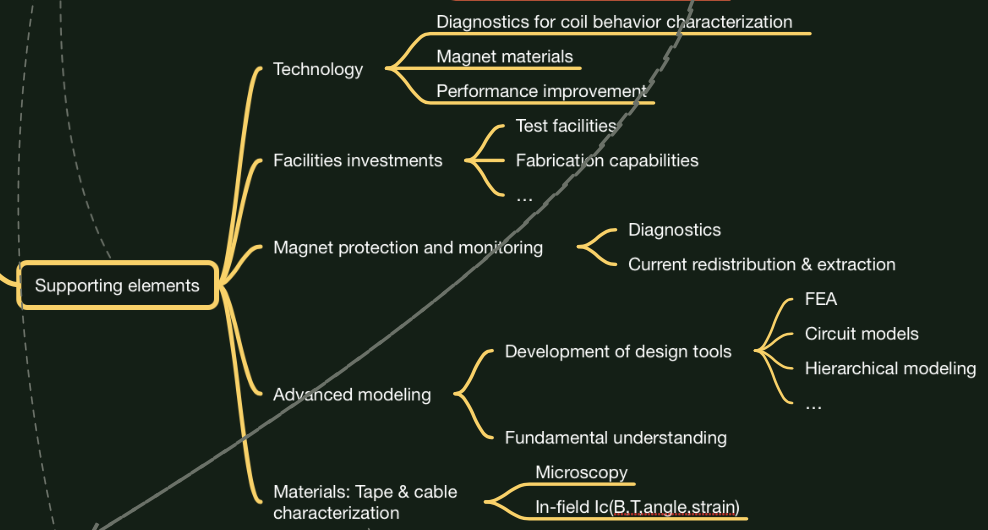 Diagnostics for coil behavior characterization
Technology
Magnet materials
Performance improvement
Test facilities
Facilities investments
Fabrication capabilities
...
Magnet protection and monitoring
Diagnostics
Current redistribution & extraction
Supporting elements
FEA
Development of design tools
Circuit models
Hierarchical modeling
...
Advanced modeling
Fundamental understanding
Materials: Tape & cable
characterization
Microscopy
In-field Ic(B,T,angle,strain)